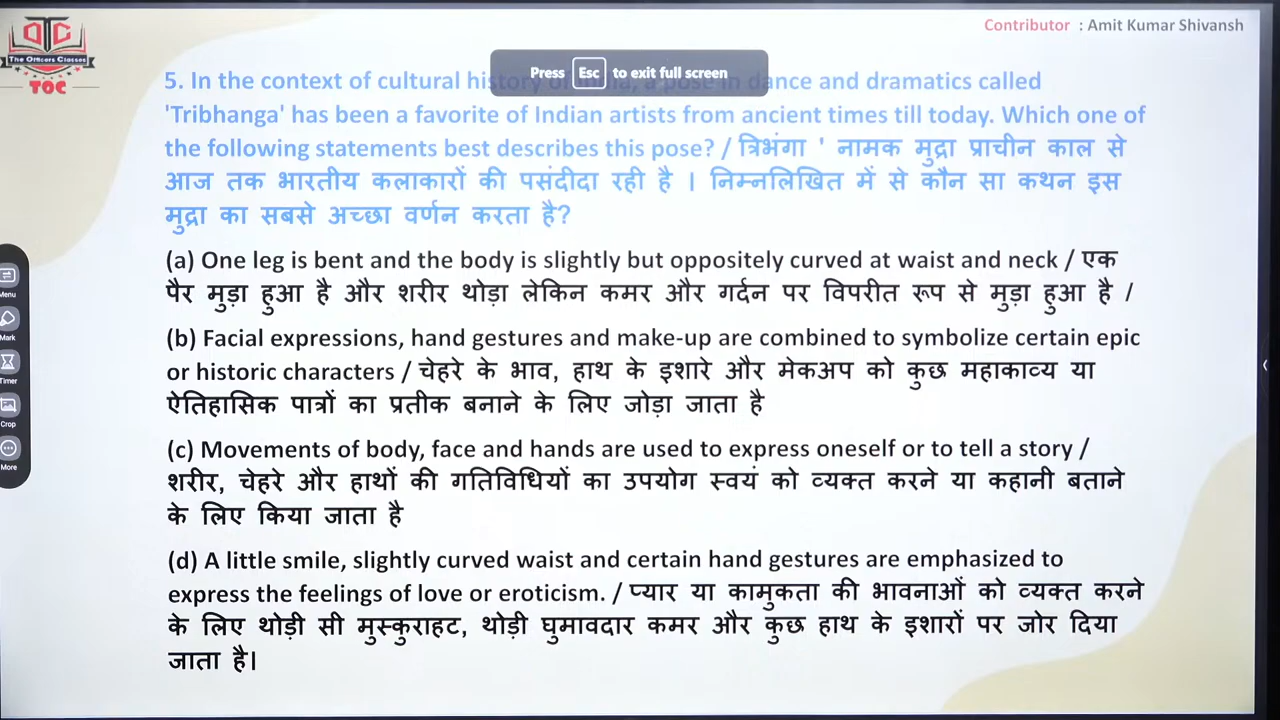 Contributor : Amit Kumar Shivansh
The Officers Classes
TOC
Press Esc to exit full screen
5. In the context of cultural history of a pose in dance and dramatics called
'Tribhanga' has been a favorite of Indian artists from ancient times till today. Which one of
the following statements best describes this pose? / त्रिभंगा ' नामक मुद्रा प्राचीन काल से
आज तक भारतीय कलाकारों की पसंदीदा रही है । निम्नलिखित में से कौन सा कथन इस
मुद्रा का सबसे अच्छा वर्णन करता है?
(a) One leg is bent and the body is slightly but oppositely curved at waist and neck / एक
पैर मुड़ा हुआ है और शरीर थोड़ा लेकिन कमर और गर्दन पर विपरीत रूप से मुड़ा हुआ है /
(b) Facial expressions, hand gestures and make-up are combined to symbolize certain epic
or historic characters / चेहरे के भाव, हाथ के इशारे और मेकअप को कुछ महाकाव्य या
ऐतिहासिक पात्रों का प्रतीक बनाने के लिए जोड़ा जाता है
(c) Movements of body, face and hands are used to express oneself or to tell a story /
शरीर, चेहरे और हाथों की गतिविधियों का उपयोग स्वयं को व्यक्त करने या कहानी बताने
के लिए किया जाता है
(d) A little smile, slightly curved waist and certain hand gestures are emphasized to
express the feelings of love or eroticism. / प्यार या कामुकता की भावनाओं को व्यक्त करने
के लिए थोड़ी सी मुस्कुराहट, थोड़ी घुमावदार कमर और कुछ हाथ के इशारों पर जोर दिया
जाता है।
Menu
Mark
Timer
Crop
More